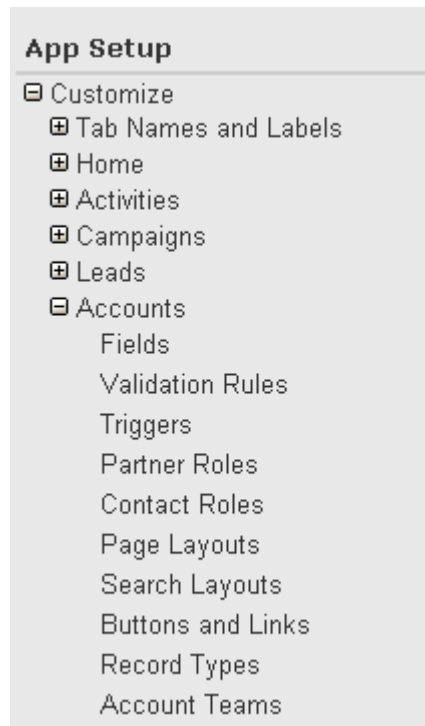 App Setup
Customize
Tab Names and Labels
Home
Activities
Campaigns
Leads
Accounts
Fields
Validation Rules
Triggers
Partner Roles
Contact Roles
Page Layouts
Search Layouts
Buttons and Links
Record Types
Account Teams